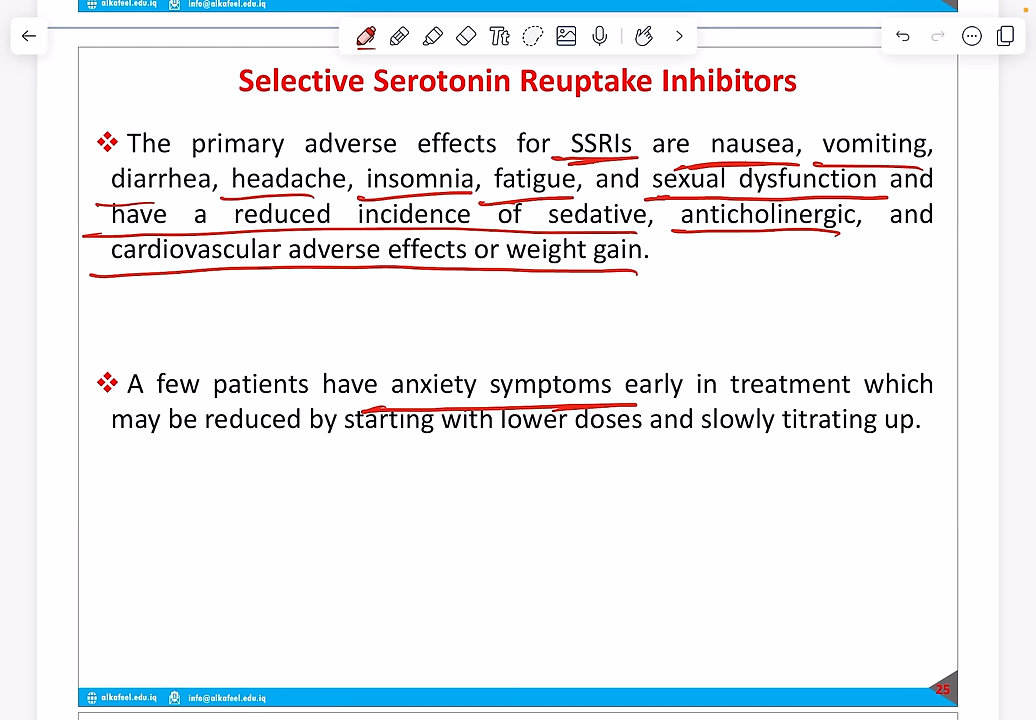 alkafeel.edu.iq info@alkafeel.edu.iq
Tt
Selective Serotonin Reuptake Inhibitors
The primary adverse effects for SSRIs are nausea, vomiting,
diarrhea, headache, insomnia, fatigue, and sexual dysfunction and
have a reduced incidence of sedative, anticholinergic, and
cardiovascular adverse effects or weight gain.
A few patients have anxiety symptoms early in treatment which
may be reduced by starting with lower doses and slowly titrating up.
alkafeel.edu.iq info@alkafeel.edu.iq
25